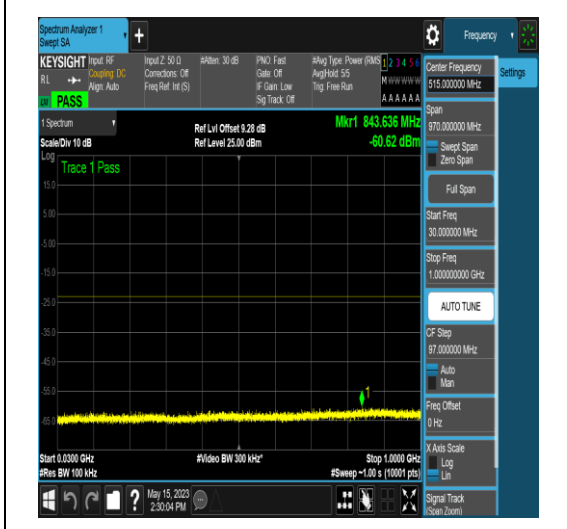 Spectrum Analyzer 1
Swept SA
+
Frequency
KEYSIGHT
RL
Input: RF
Coupling: DC
Align: Auto
Input Z: 50 Ω
Corrections: Off
Freq Ref: Int (S)
#Atten: 30 dB
PNO: Fast
Gate: Off
IF Gain: Low
Sig Track: Off
#Avg Type: Power (RMS
Avg|Hold: 5/5
Trig: Free Run
1 2 3 4 5 6
M W W W W W
A A A A A A
PASS
1 Spectrum
Scale/Div 10 dB
Ref Lvl Offset 9.28 dB
Ref Level 25.00 dBm
Mkr1 843.636 MHz
-60.62 dBm
Log
Trace 1 Pass
15.0
5.00
-5.00
-15.0
-25.0
-35.0
-45.0
-55.0
-65.0
1
Start 0.0300 GHz
#Res BW 100 kHz
#Video BW 300 kHz*
Stop 1.0000 GHz
#Sweep ~1.00 s (10001 pts)
?
May 15, 2023
2:30:04 PM
Center Frequency
515.000000 MHz
Settings
Span
970.000000 MHz
Swept Span
Zero Span
Full Span
Start Freq
30.000000 MHz
Stop Freq
1.000000000 GHz
AUTO TUNE
CF Step
97.000000 MHz
Auto
Man
Freq Offset
0 Hz
X Axis Scale
Log
Lin
Signal Track
(Span Zoom)